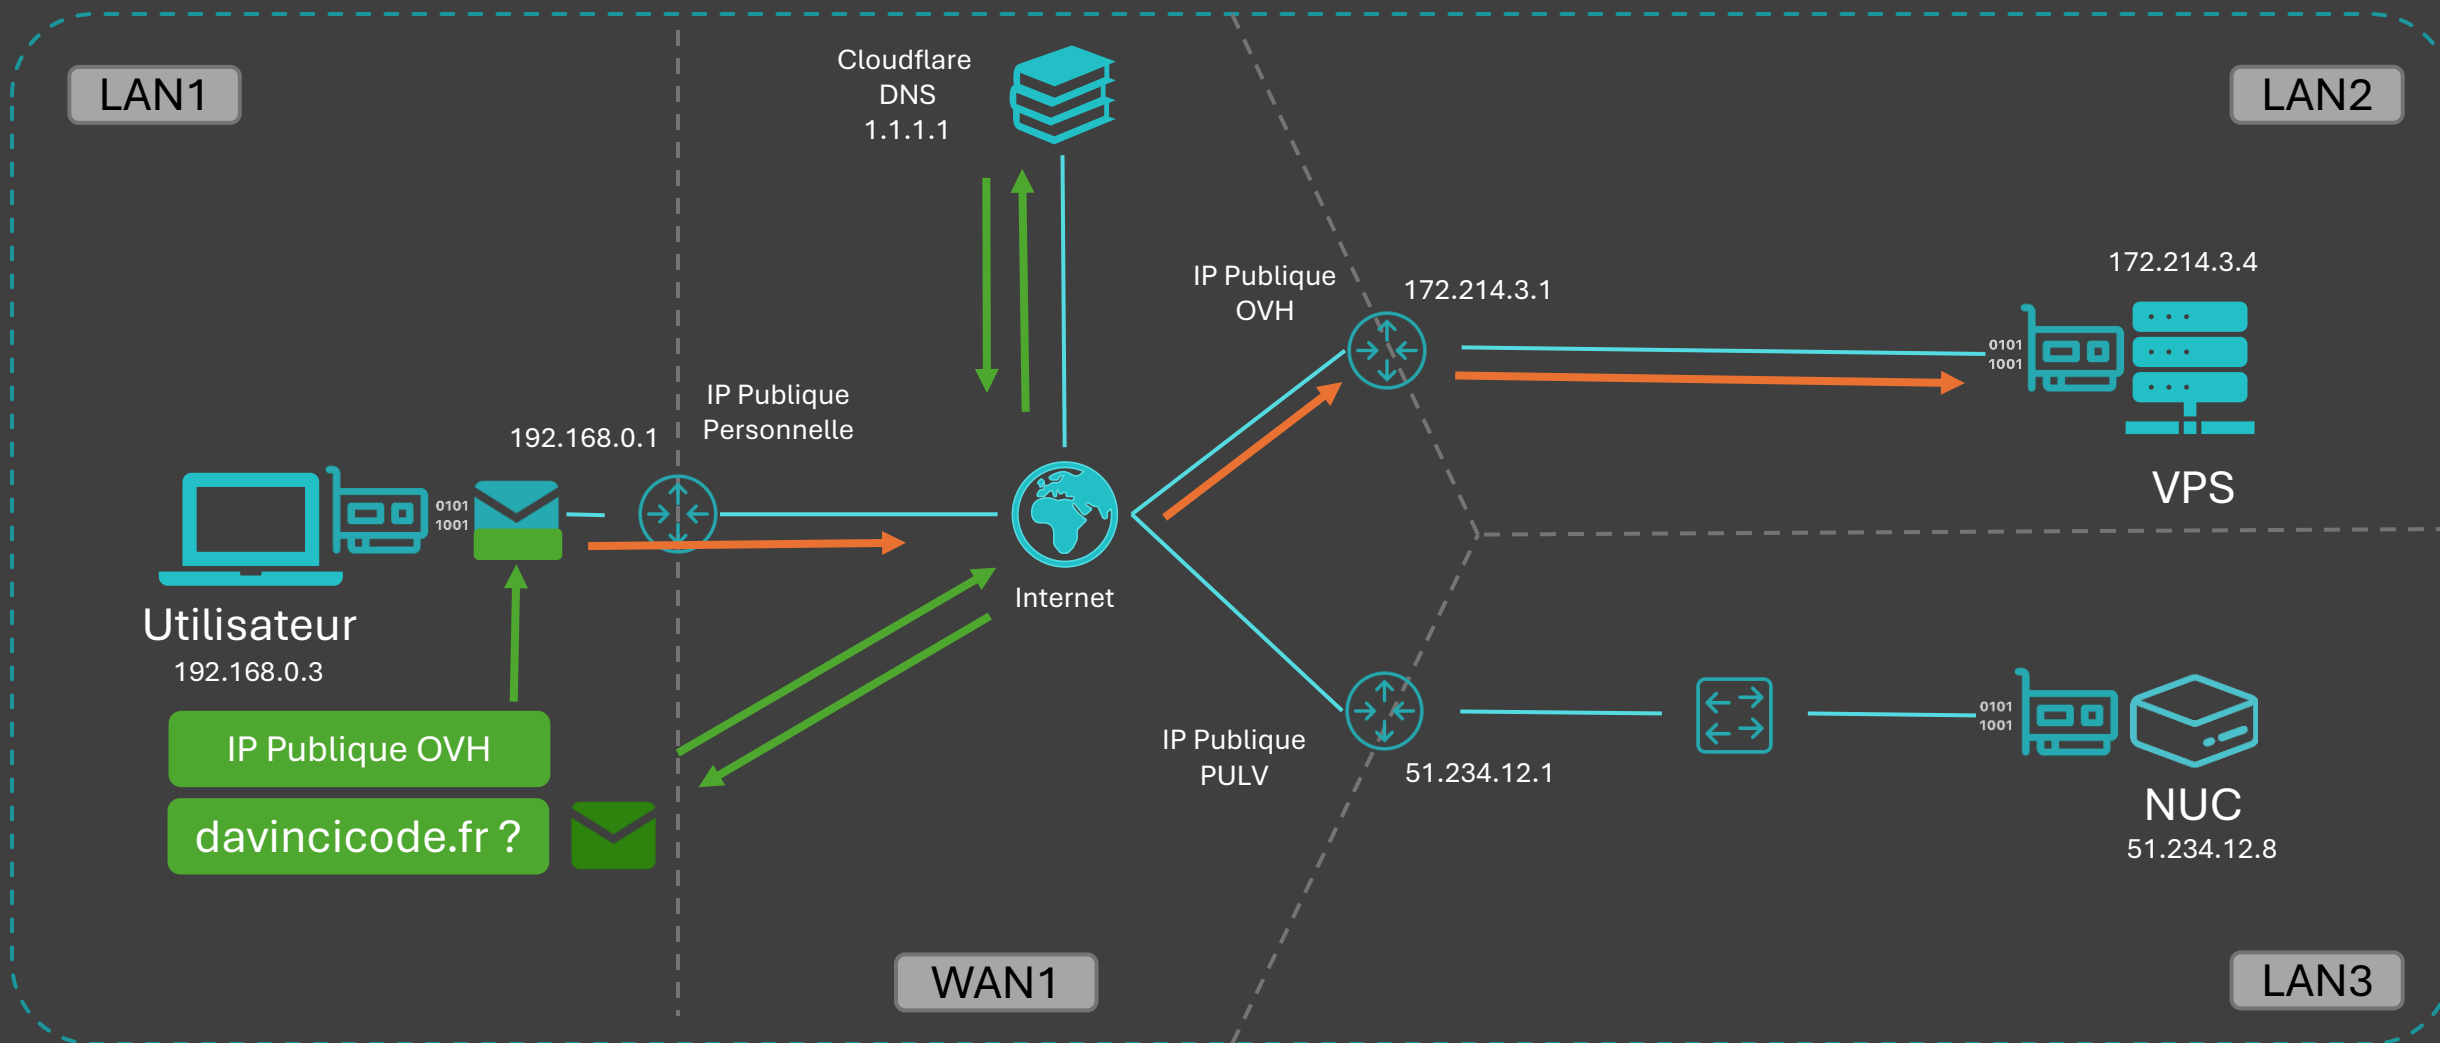 LAN1
Cloudflare
DNS
1.1.1.1
LAN2
IP Publique
OVH
172.214.3.1
172.214.3.4
0101
1001
VPS
IP Publique
Personnelle
192.168.0.1
0101
1001
Utilisateur
192.168.0.3
Internet
IP Publique OVH
davincicode.fr ?
IP Publique
PULV
51.234.12.1
0101
1001
NUC
51.234.12.8
WAN1
LAN3